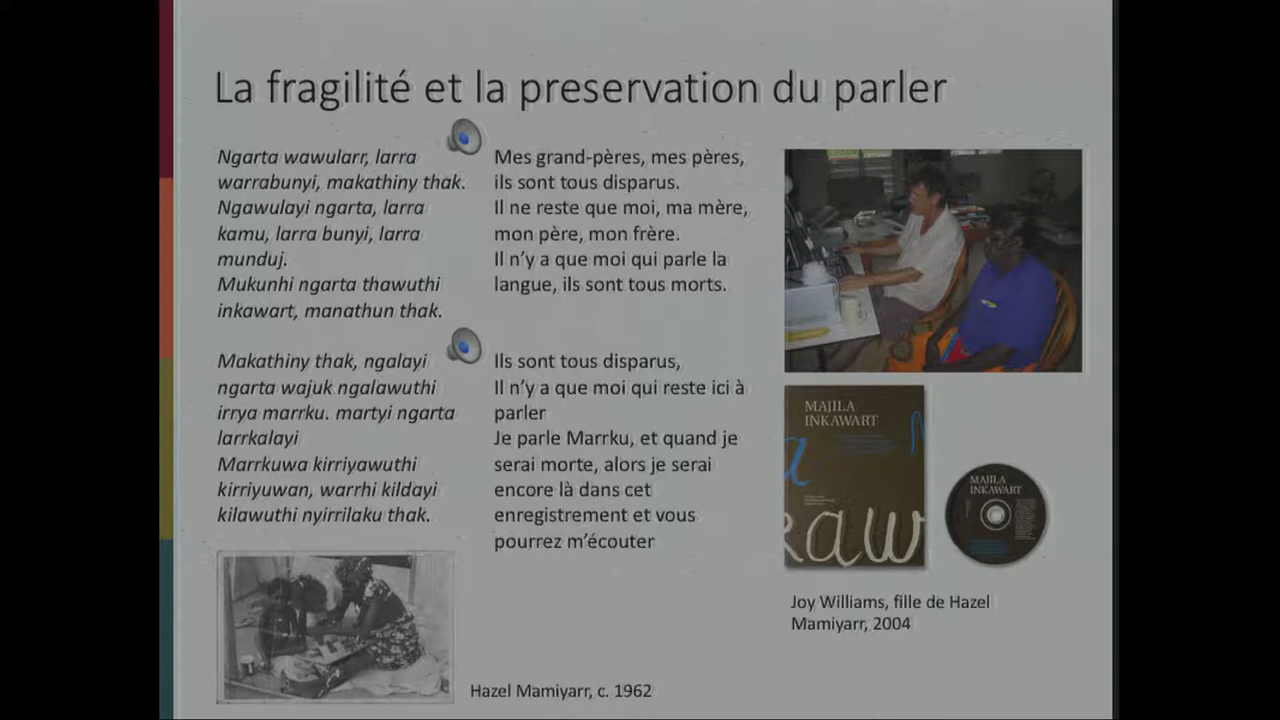 La fragilité et la preservation du parler
Ngarta wawularr, larra
warrabunyi, makathiny thak.
Ngawulayi ngarta, larra
kamu, larra bunyi, larra
munduj.
Mukunhi ngarta thawuthi
inkawart, manathun thak.
Makathiny thak, ngalayi
ngarta wajuk ngalawuthi
irrya marrku. martyi ngarta
larrkalayi
Marrkuwa kirriyawuthi
kirriyuwan, warrhi kildayi
kilawuthi nyirrilaku thak.
Mes grand-pères, mes pères,
ils sont tous disparus.
Il ne reste que moi, ma mère,
mon père, mon frère.
Il n’y a que moi qui parle la
langue, ils sont tous morts.
Ils sont tous disparus,
Il n’y a que moi qui reste ici à
parler
Je parle Marrku, et quand je
serai morte, alors je serai
encore là dans cet
enregistrement et vous
pourrez m’écouter
MAJILA
INKAWART
MAJILA
INKAWART
Joy Williams, fille de Hazel
Mamiyarr, 2004
Hazel Mamiyarr, c. 1962